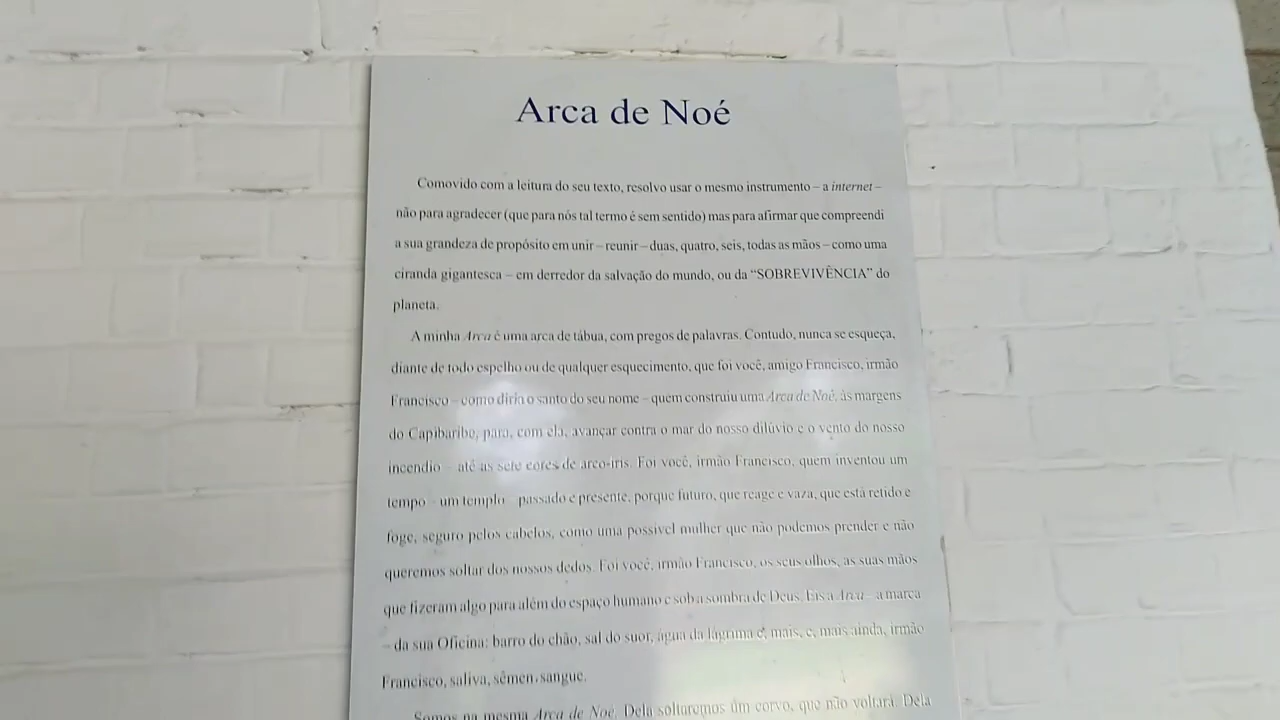 Arca de Noé
Comovido com a leitura do seu texto, resolvo usar o mesmo instrumento – a internet –
não para agradecer (que para nós tal termo é sem sentido) mas para afirmar que compreendi
a sua grandeza de propósito em unir – reunir – duas, quatro, seis, todas as mãos – como uma
ciranda gigantesca – em derredor da salvação do mundo, ou da “SOBREVIVÊNCIA” do
planeta.
A minha Arca é uma arca de tábua, com pregos de palavras. Contudo, nunca se esqueça,
diante de todo espelho ou de qualquer esquecimento, que foi você, amigo Francisco, irmão
Francisco – como diria o santo do seu nome – quem construiu uma Arca de Noé, às margens
do Capibaribe, para, com ela, avançar contra o mar do nosso dilúvio e o vento do nosso
incendio – até as sete cores de arco-íris. Foi você, irmão Francisco, quem inventou um
tempo – um templo – passado e presente, porque futuro, que reage e vaza, que está retido e
foge, seguro pelos cabelos, como uma possível mulher que não podemos prender e não
queremos soltar dos nossos dedos. Foi você, irmão Francisco, os seus olhos, as suas mãos
que fizeram algo para além do espaço humano e sob a sombra de Deus. Eis a Arca – a marca
– da sua Oficina: barro do chão, sal do suor, água da lágrima e, mais, e, mais ainda, irmão
Francisco, saliva, sêmen, sangue.
Somos na mesma Arca de Noé. Dela soltaremos um corvo, que não voltará. Dela